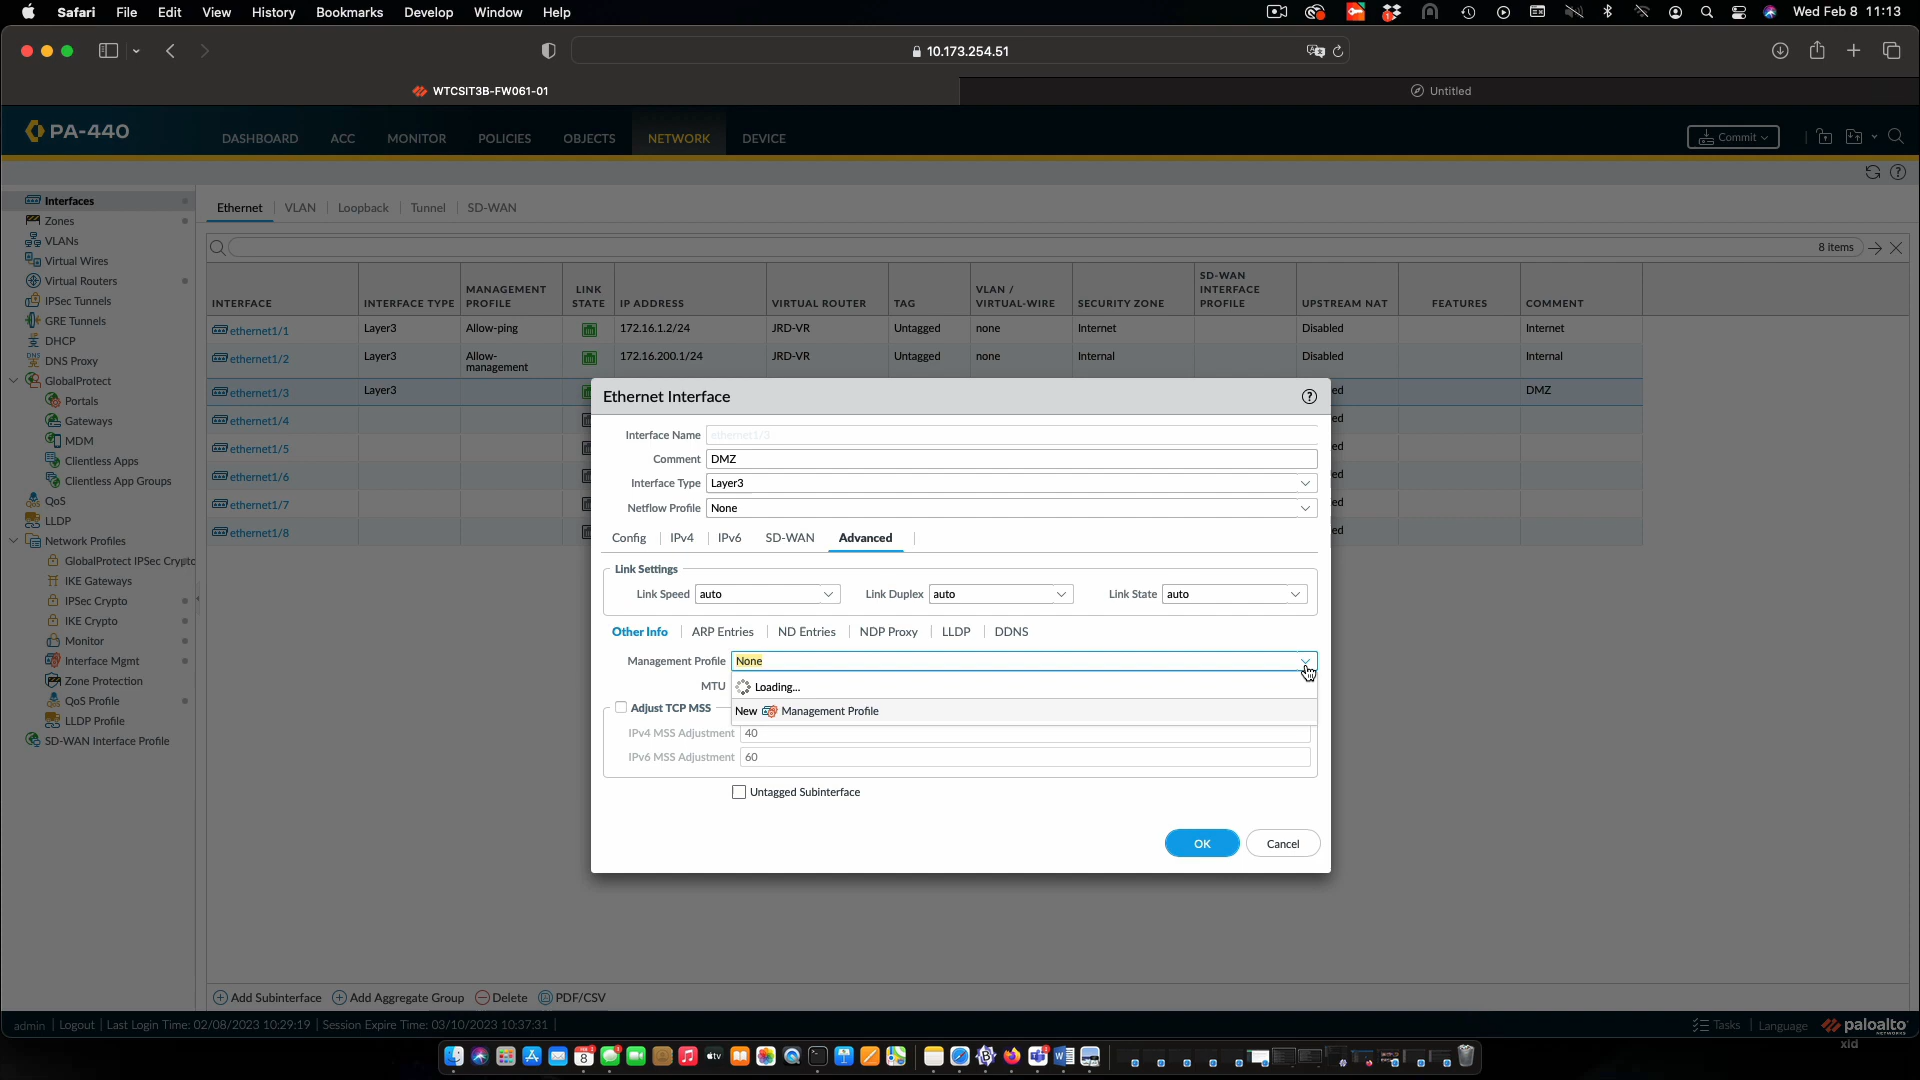 Safari File Edit View History Bookmarks Develop Window Help Wed Feb 8 11:13
10.173.254.51
WTCSIT3B-FW061-01 Untitled
PA-440 DASHBOARD ACC MONITOR POLICIES OBJECTS NETWORK DEVICE Commit
Interfaces
Zones
VLANs
Virtual Wires
Virtual Routers
IPSec Tunnels
GRE Tunnels
DHCP
DNS Proxy
GlobalProtect
Portals
Gateways
MDM
Clientless Apps
Clientless App Groups
QoS
LLDP
Network Profiles
GlobalProtect IPSec Crypto
IKE Gateways
IPSec Crypto
IKE Crypto
Monitor
Interface Mgmt
Zone Protection
QoS Profile
LLDP Profile
SD-WAN Interface Profile
Ethernet VLAN Loopback Tunnel SD-WAN
8 items
INTERFACE INTERFACE TYPE MANAGEMENT PROFILE LINK STATE IP ADDRESS VIRTUAL ROUTER TAG VLAN / VIRTUAL-WIRE SECURITY ZONE SD-WAN INTERFACE PROFILE UPSTREAM NAT FEATURES COMMENT
ethernet1/1 Layer3 Allow-ping 172.16.1.2/24 JRD-VR Untagged none Internet Disabled Internet
ethernet1/2 Layer3 Allow-management 172.16.200.1/24 JRD-VR Untagged none Internal Disabled Internal
ethernet1/3 Layer3 ed DMZ
ethernet1/4 ed
ethernet1/5 ed
ethernet1/6 ed
ethernet1/7 ed
ethernet1/8 ed
Ethernet Interface
Interface Name ethernet1/3
Comment DMZ
Interface Type Layer3
Netflow Profile None
Config IPv4 IPv6 SD-WAN Advanced
Link Settings
Link Speed auto Link Duplex auto Link State auto
Other Info ARP Entries ND Entries NDP Proxy LLDP DDNS
Management Profile None
MTU Loading...
Adjust TCP MSS New Management Profile
IPv4 MSS Adjustment 40
IPv6 MSS Adjustment 60
Untagged Subinterface
OK Cancel
Add Subinterface Add Aggregate Group Delete PDF/CSV
admin Logout Last Login Time: 02/08/2023 10:29:19 Session Expire Time: 03/10/2023 10:37:31 Tasks Language paloalto
NETWORKS
xld